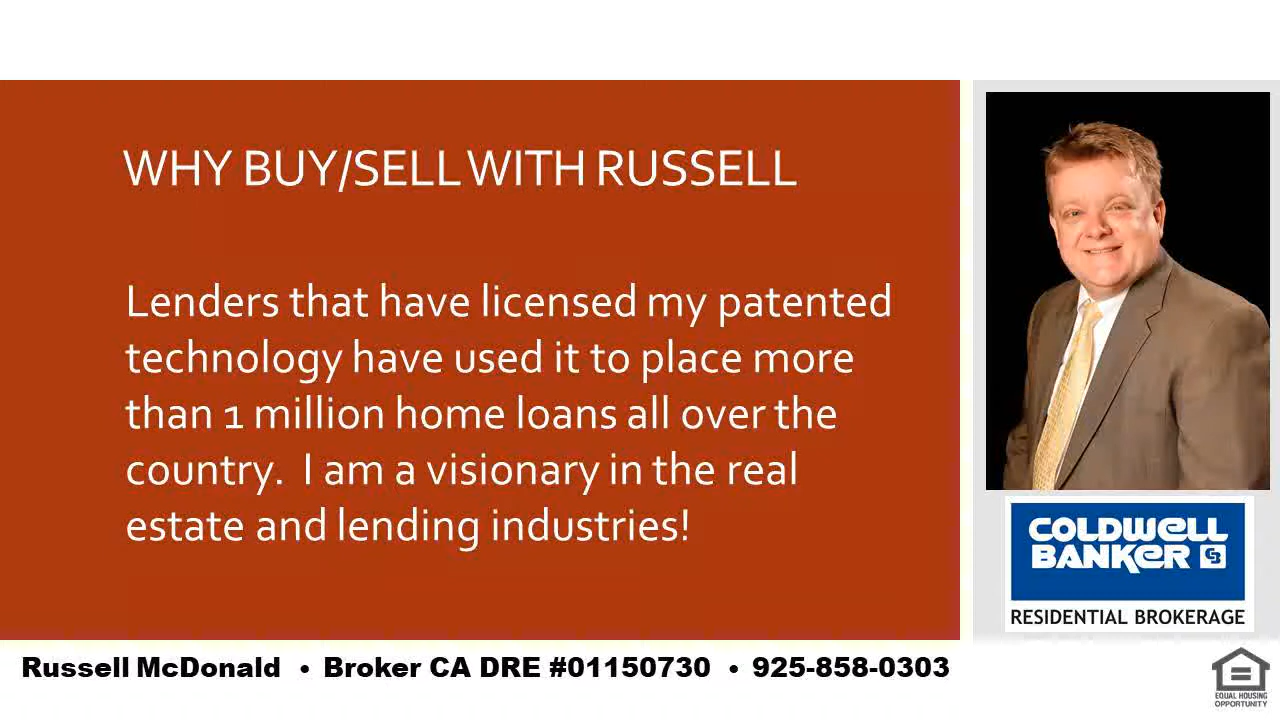 WHY BUY/SELL WITH RUSSELL
Lenders that have licensed my patented
technology have used it to place more
than 1 million home loans all over the
country.  I am a visionary in the real
estate and lending industries!
COLDWELL
BANKER CB
RESIDENTIAL BROKERAGE
Russell McDonald • Broker CA DRE #01150730 • 925-858-0303
EQUAL HOUSING
OPPORTUNITY